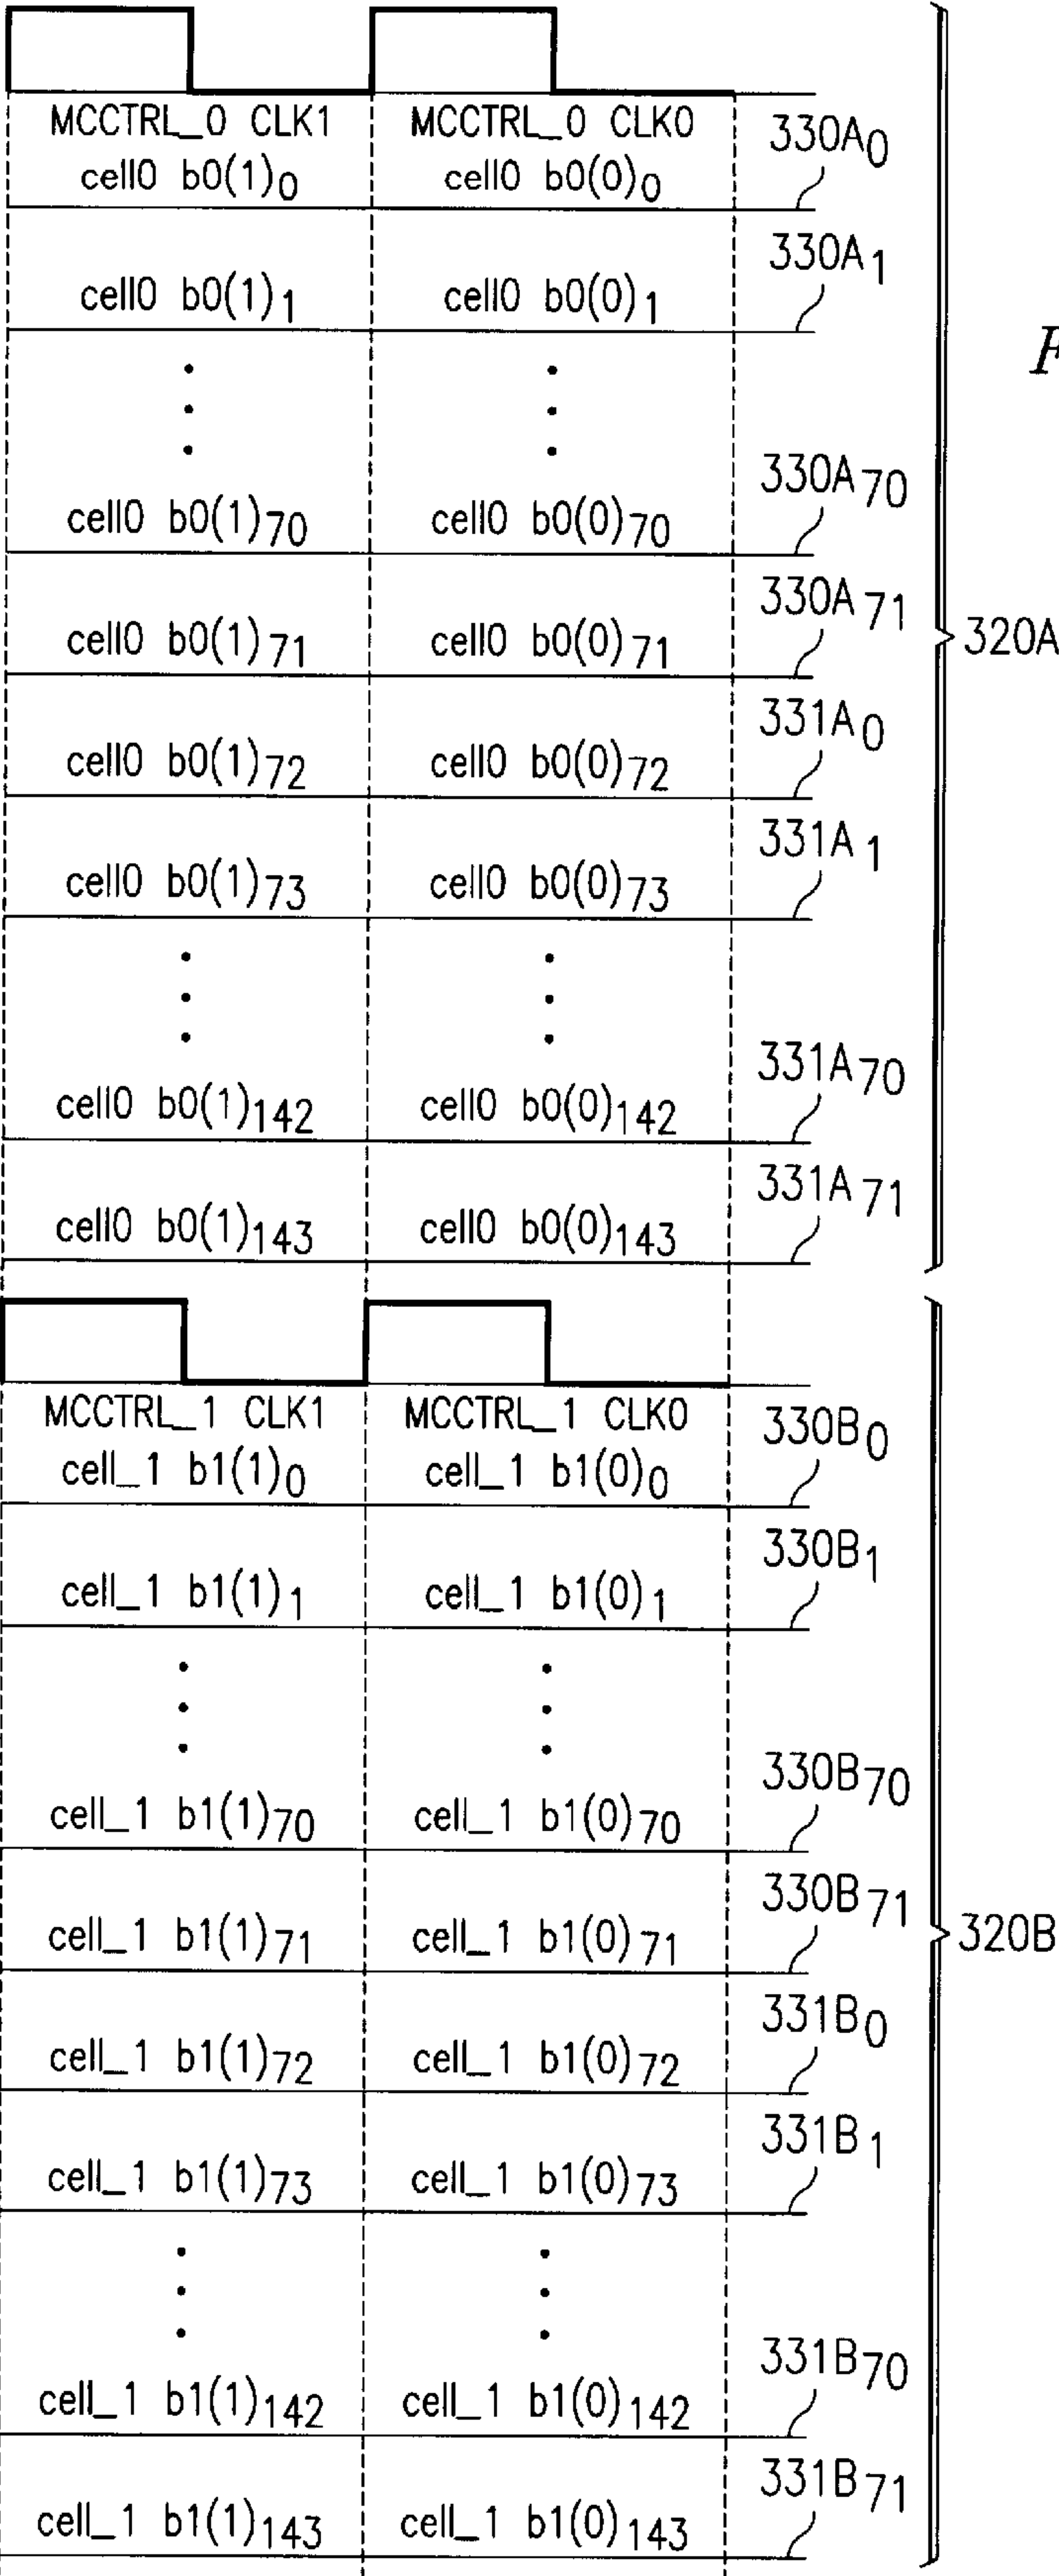 MCCTRL_0 CLK1 MCCTRL_0 CLK0
cell0 b0(1)0 cell0 b0(0)0 330A0
cell0 b0(1)1 cell0 b0(0)1 330A1
F
cell0 b0(1)70 cell0 b0(0)70 330A70
cell0 b0(1)71 cell0 b0(0)71 330A71
320A
cell0 b0(1)72 cell0 b0(0)72 331A0
cell0 b0(1)73 cell0 b0(0)73 331A1
cell0 b0(1)142 cell0 b0(0)142 331A70
cell0 b0(1)143 cell0 b0(0)143 331A71
MCCTRL_1 CLK1 MCCTRL_1 CLK0
cell_1 b1(1)0 cell_1 b1(0)0 330B0
cell_1 b1(1)1 cell_1 b1(0)1 330B1
cell_1 b1(1)70 cell_1 b1(0)70 330B70
cell_1 b1(1)71 cell_1 b1(0)71 330B71
320B
cell_1 b1(1)72 cell_1 b1(0)72 331B0
cell_1 b1(1)73 cell_1 b1(0)73 331B1
cell_1 b1(1)142 cell_1 b1(0)142 331B70
cell_1 b1(1)143 cell_1 b1(0)143 331B71